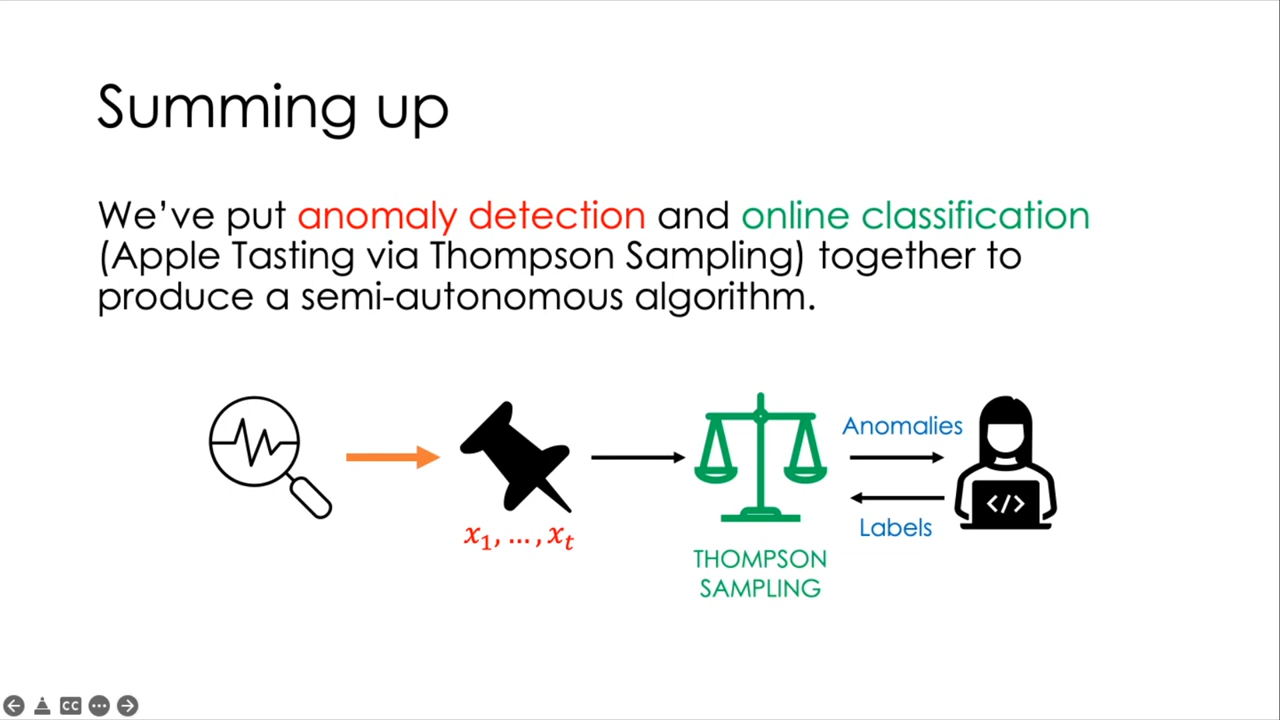 Summing up
We’ve put anomaly detection and online classification
(Apple Tasting via Thompson Sampling) together to
produce a semi-autonomous algorithm.
Anomalies
</>
Labels
x₁, … , xₜ
THOMPSON
SAMPLING
CC